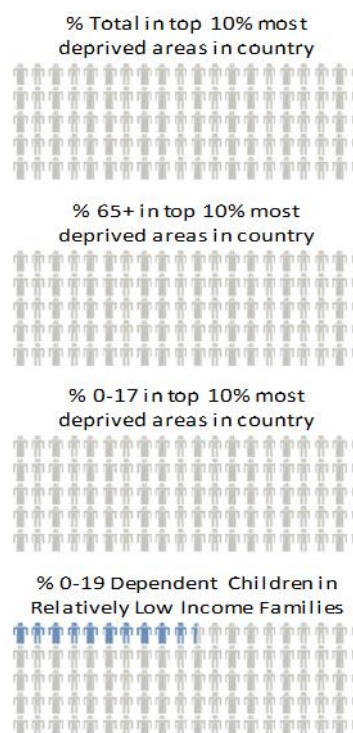 % Total in top 10% most
deprived areas in country
% 65+ in top 10% most
deprived areas in country
% 0-17 in top 10% most
deprived areas in country
% 0-19 Dependent Children in
Relatively Low Income Families